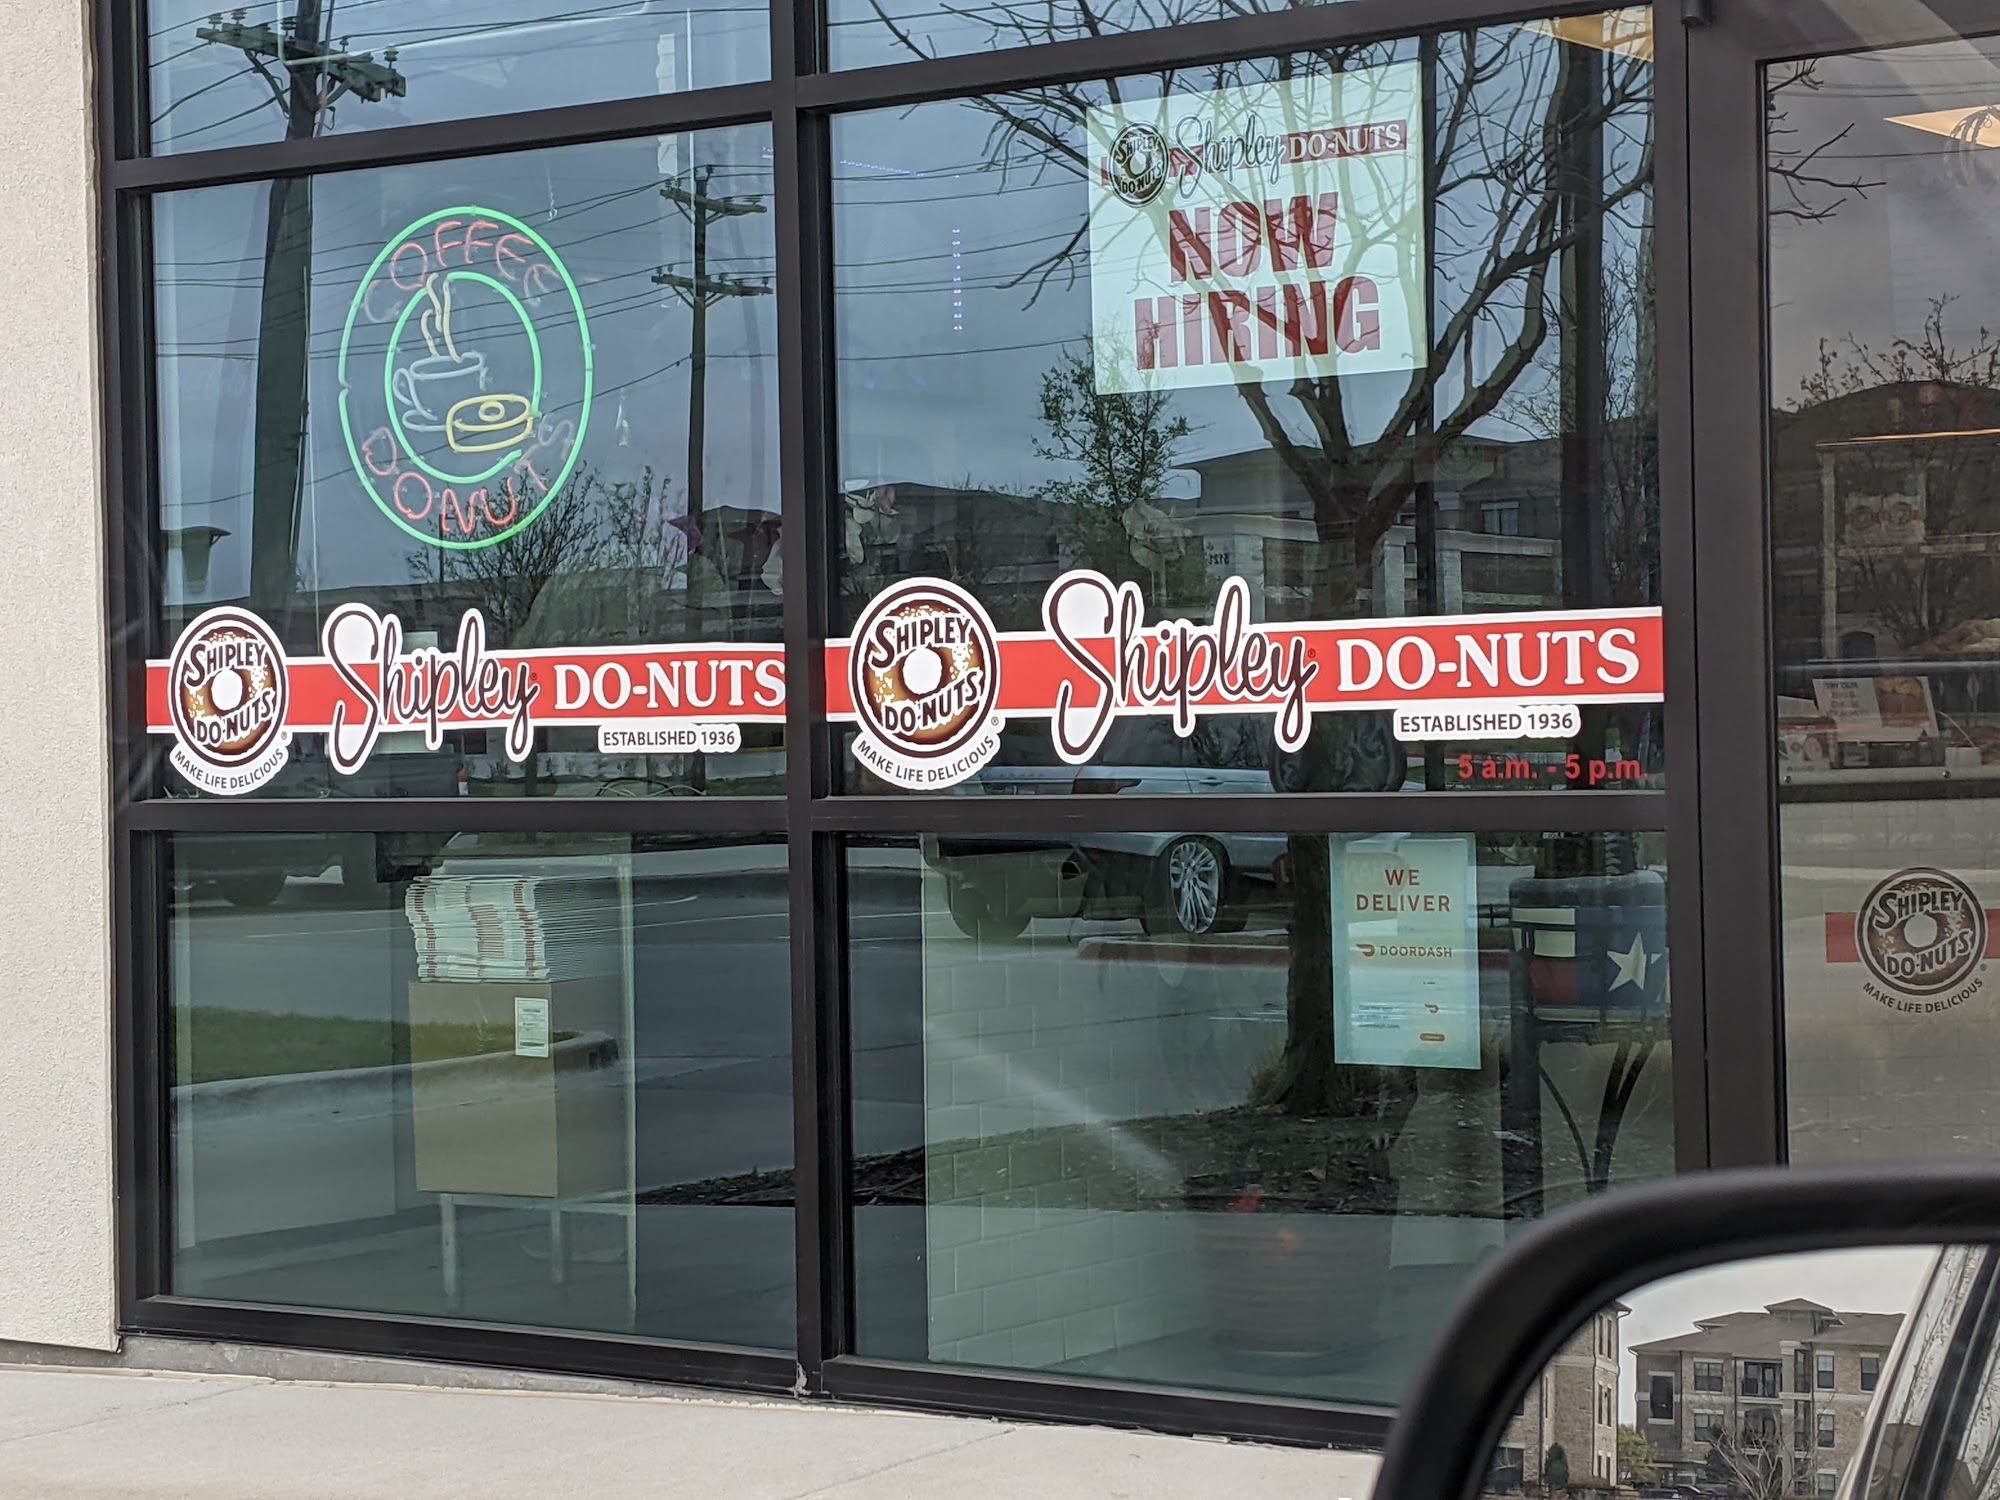 COFFEE
DONUTS
SHIPLEY
DO-NUTS
Shipley DO-NUTS
NOW
HIRING
SHIPLEY
DO-NUTS
MAKE LIFE DELICIOUS
Shipley DO-NUTS
ESTABLISHED 1936
SHIPLEY
DO-NUTS
MAKE LIFE DELICIOUS
Shipley DO-NUTS
ESTABLISHED 1936
5 a.m. - 5 p.m.
WE
DELIVER
DOORDASH
SHIPLEY
DO-NUTS
MAKE LIFE DELICIOUS
TRY OUR